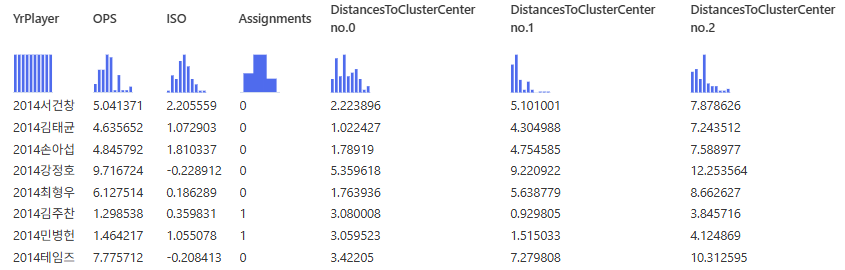 YrPlayer OPS ISO Assignments DistancesToClusterCenter no.0 DistancesToClusterCenter no.1 DistancesToClusterCenter no.2
2014서건창 5.041371 2.205559 0 2.223896 5.101001 7.878626
2014김태균 4.635652 1.072903 0 1.022427 4.304988 7.243512
2014손아섭 4.845792 1.810337 0 1.78919 4.754585 7.588977
2014강정호 9.716724 -0.228912 0 5.359618 9.220922 12.253564
2014최형우 6.127514 0.186289 0 1.763936 5.638779 8.662627
2014김주찬 1.298538 0.359831 1 3.080008 0.929805 3.845716
2014민병헌 1.464217 1.055078 1 3.059523 1.515033 4.124869
2014테임즈 7.775712 -0.208413 0 3.42205 7.279808 10.312595